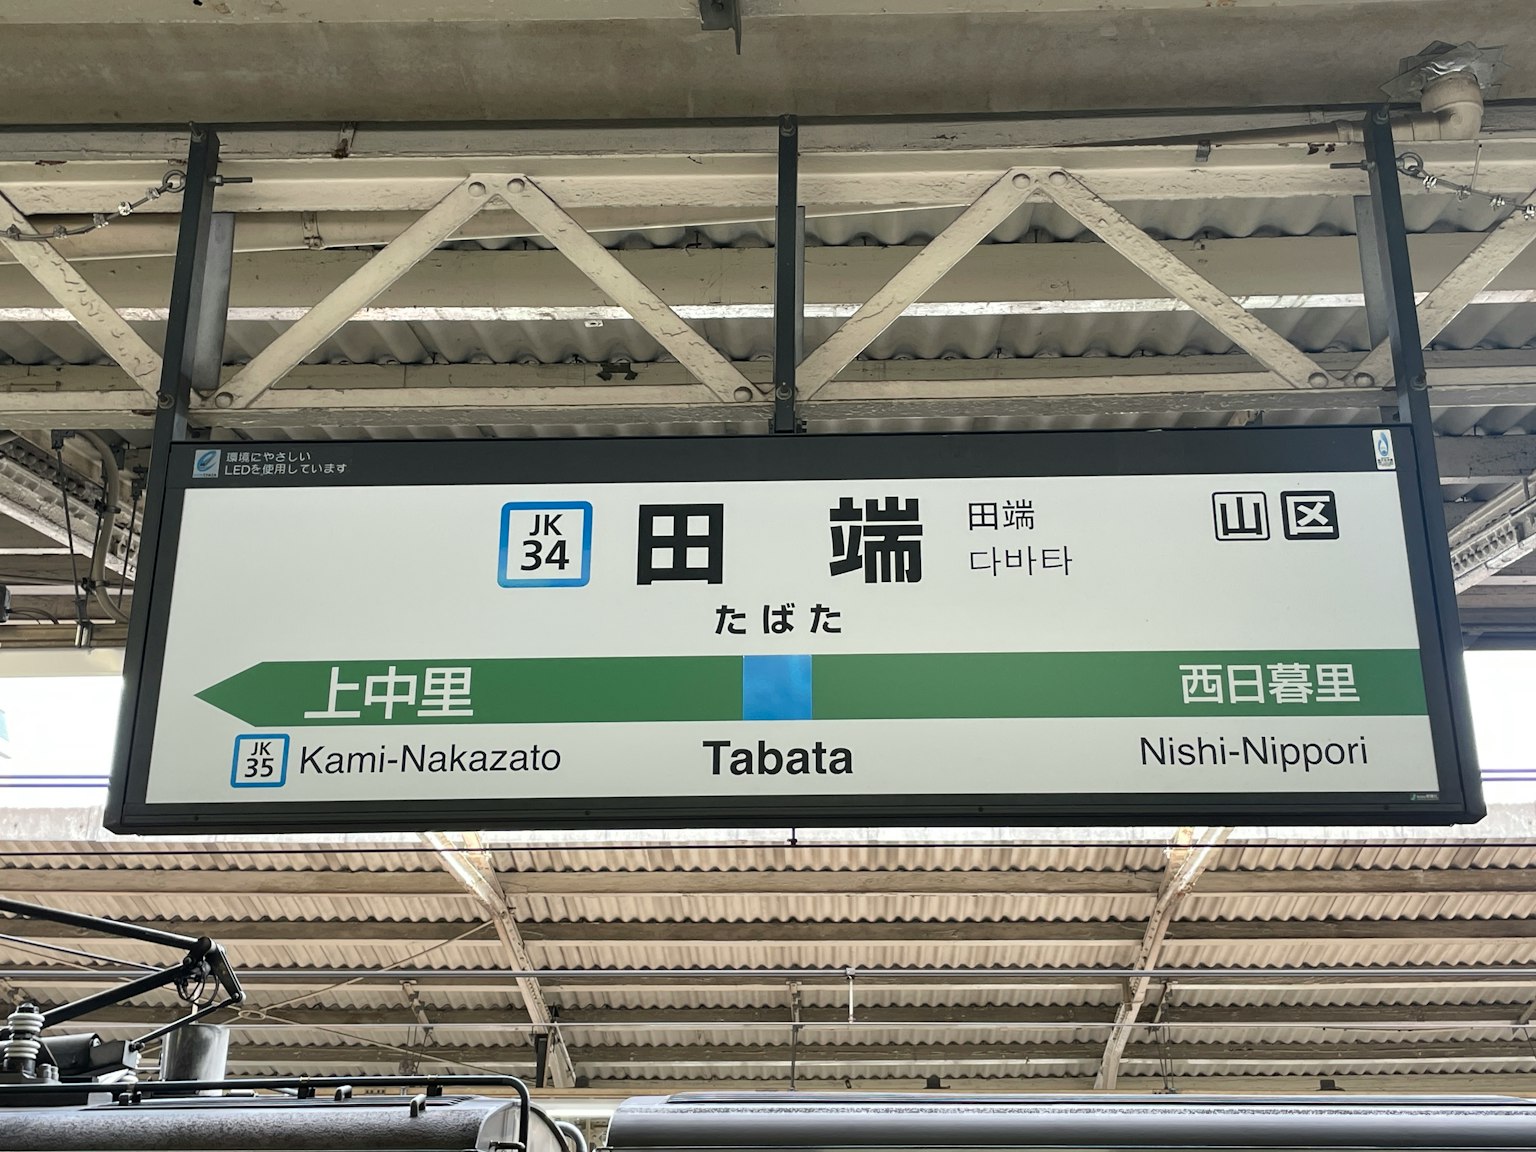 環境にやさしい
LEDを使用しています
JK
34
田端
田端
다바타
山 区
たばた
上中里
西日暮里
JK
35
Kami-Nakazato
Tabata
Nishi-Nippori